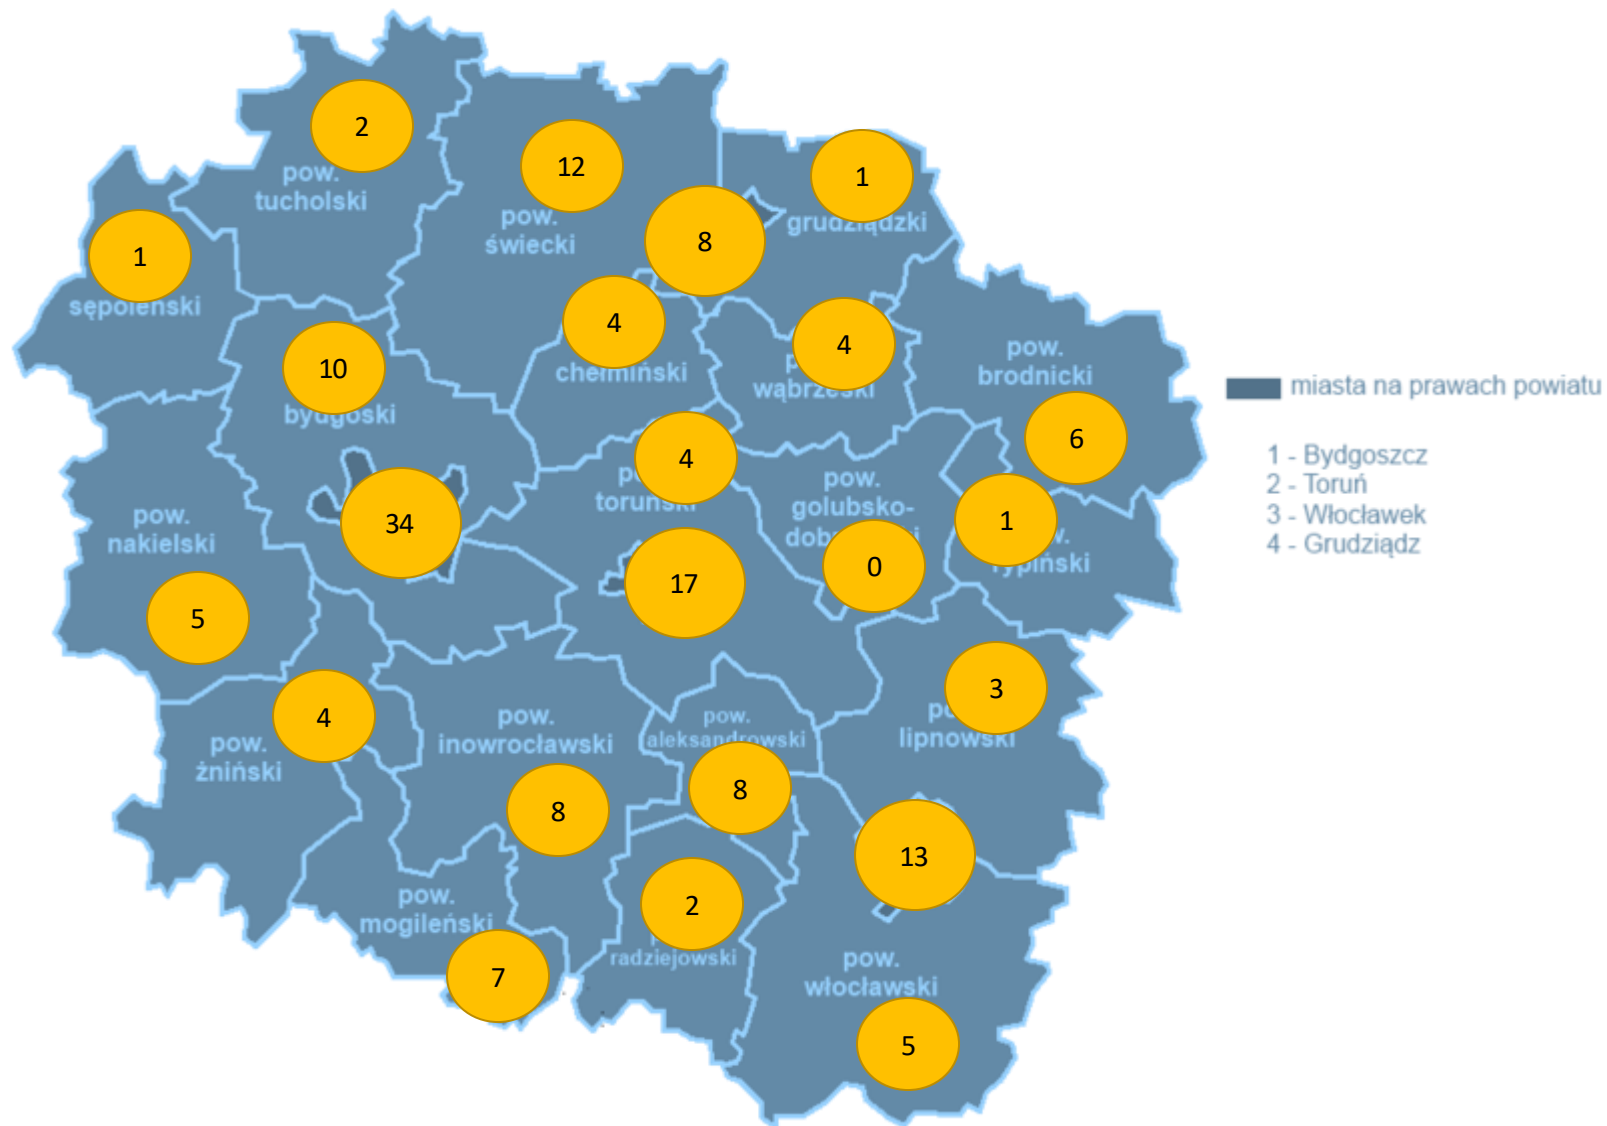 2
pow.
tucholski
12
pow.
świecki
1
grudziądzki
8
1
sępoleński
4
chełmiński
4
wąbrzeski
pow.
brodnicki
6
10
bydgoski
34
4
toruński
17
pow.
golubsko-
0
1
rypiński
pow.
nakielski
5
4
pow.
żniński
pow.
inowrocławski
8
pow.
aleksandrowski
8
3
lipnowski
13
pow.
mogileński
7
2
radziejowski
pow.
włocławski
5
miasta na prawach powiatu
1 - Bydgoszcz
2 - Toruń
3 - Włocławek
4 - Grudziądz